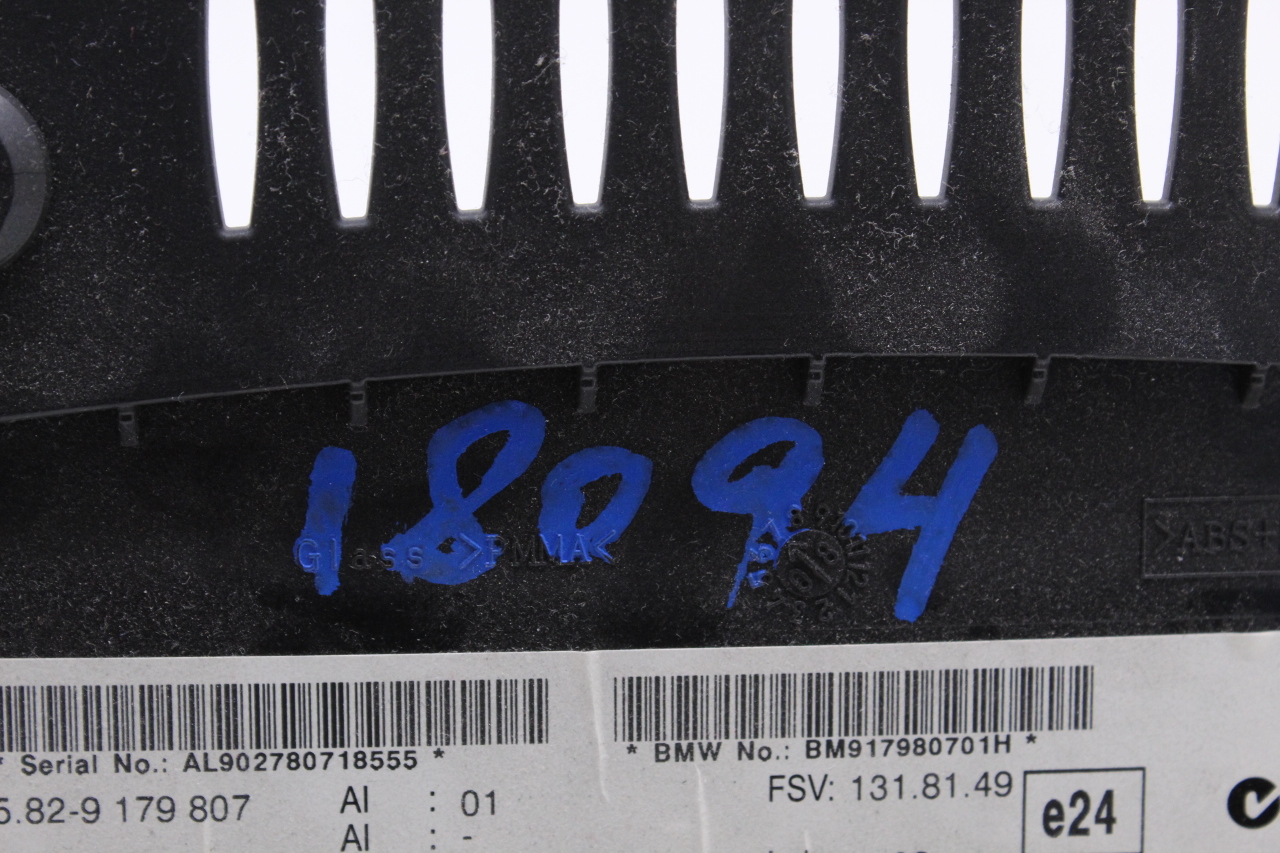 18094
Glass >PMMA<
>ABS+
* Serial No.: AL902780718555 *
* BMW No.: BM917980701H *
5.82-9 179 807
AI : 01
FSV: 131.81.49
e24
AI : -